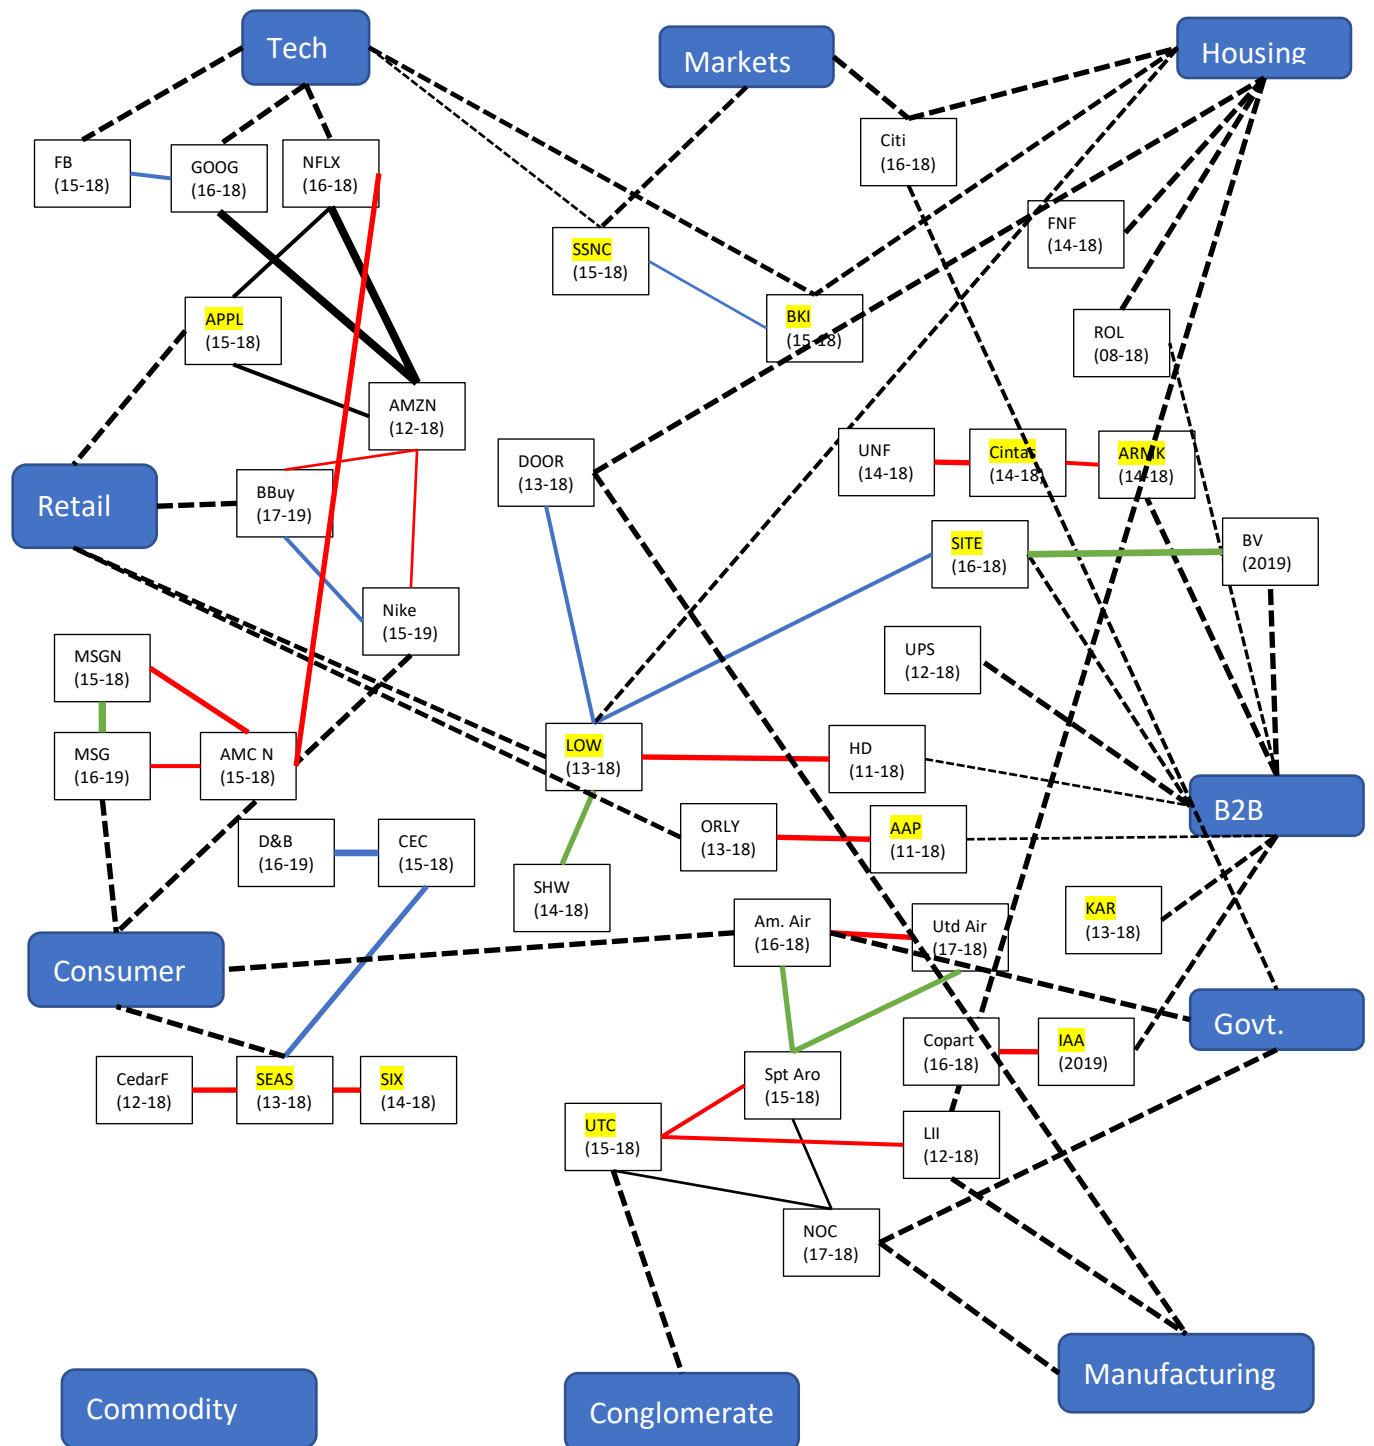 Tech
Markets
Housing
FB
(15-18)
GOOG
(16-18)
NFLX
(16-18)
Citi
(16-18)
FNF
(14-18)
SSNC
(15-18)
BKI
(15-18)
APPL
(15-18)
ROL
(08-18)
AMZN
(12-18)
DOOR
(13-18)
UNF
(14-18)
Cintas
(14-18)
ARMK
(14-18)
Retail
BBuy
(17-19)
SITE
(16-18)
BV
(2019)
Nike
(15-19)
MSGN
(15-18)
UPS
(12-18)
MSG
(16-19)
AMC N
(15-18)
LOW
(13-18)
HD
(11-18)
B2B
D&B
(16-19)
CEC
(15-18)
ORLY
(13-18)
AAP
(11-18)
SHW
(14-18)
KAR
(13-18)
Am. Air
(16-18)
Utd Air
(17-18)
Consumer
Govt.
Copart
(16-18)
IAA
(2019)
CedarF
(12-18)
SEAS
(13-18)
SIX
(14-18)
Spt Aro
(15-18)
UTC
(15-18)
LII
(12-18)
NOC
(17-18)
Manufacturing
Commodity
Conglomerate